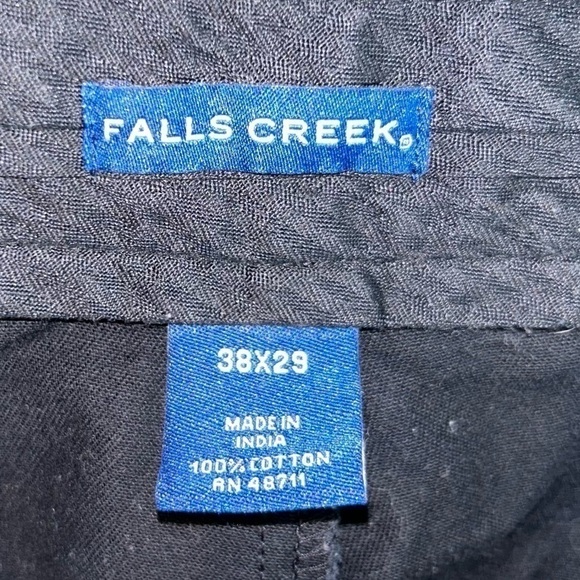 FALLS CREEK®
38X29
MADE IN
INDIA
100% COTTON
RN 48711